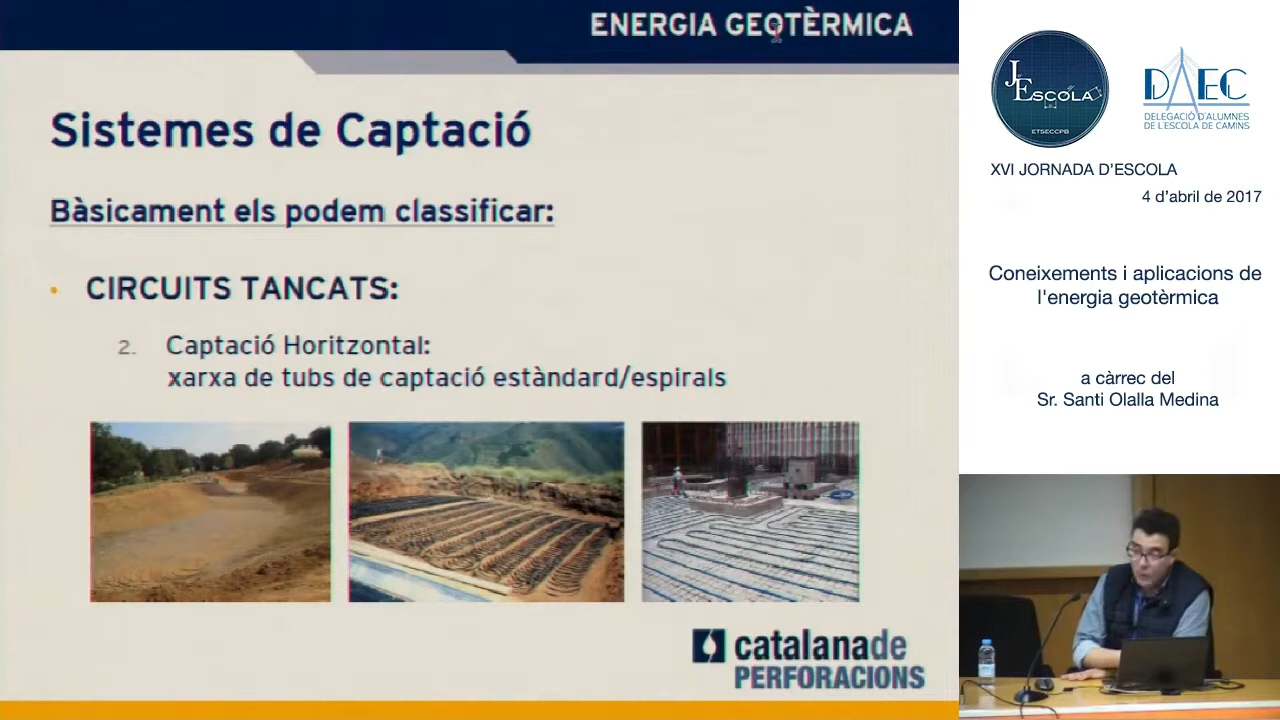 ENERGIA GEOTÈRMICA
Sistemes de Captació
Bàsicament els podem classificar:
• CIRCUITS TANCATS:
2. Captació Horitzontal:
xarxa de tubs de captació estàndard/espirals
catalanade
PERFORACIONS
J
ESCOLA
ETSECCPB
DAEC
DELEGACIÓ D'ALUMNES
DE L'ESCOLA DE CAMINS
XVI JORNADA D'ESCOLA
4 d'abril de 2017
Coneixements i aplicacions de
l'energia geotèrmica
a càrrec del
Sr. Santi Olalla Medina